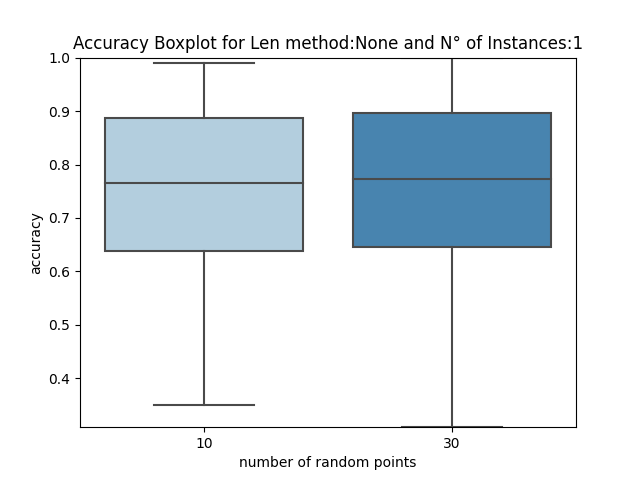 Accuracy Boxplot for Len method:None and N° of Instances:1
1.0
0.9
0.8
0.7
0.6
0.5
0.4
accuracy
10 30
number of random points